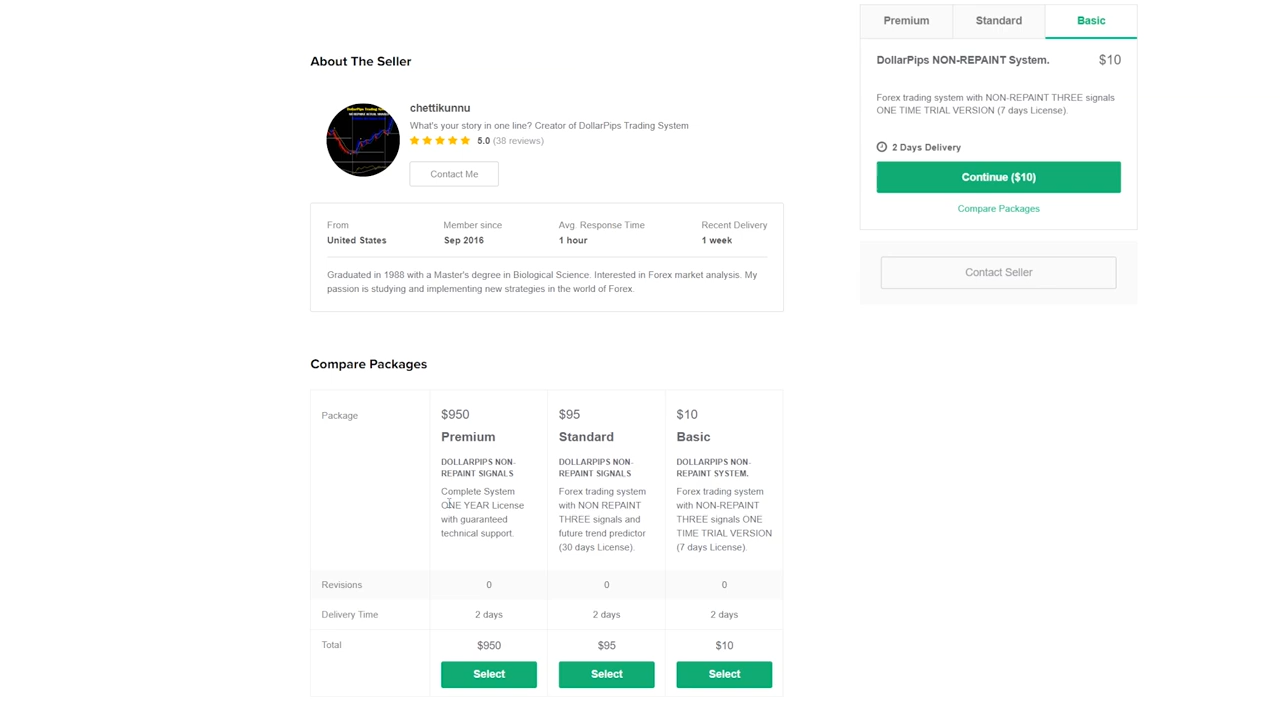 Premium Standard Basic
DollarPips NON-REPAINT System. $10
Forex trading system with NON-REPAINT THREE signals
ONE TIME TRIAL VERSION (7 days License).
2 Days Delivery
Continue ($10)
Compare Packages
Contact Seller
About The Seller
chettikunnu
What's your story in one line? Creator of DollarPips Trading System
5.0 (38 reviews)
Contact Me
From Member since Avg. Response Time Recent Delivery
United States Sep 2016 1 hour 1 week
Graduated in 1988 with a Master's degree in Biological Science. Interested in Forex market analysis. My
passion is studying and implementing new strategies in the world of Forex.
Compare Packages
Package
$950
Premium
DOLLARPIPS NON-
REPAINT SIGNALS
Complete System
ONE YEAR License
with guaranteed
technical support.
$95
Standard
DOLLARPIPS NON-
REPAINT SIGNALS
Forex trading system
with NON REPAINT
THREE signals and
future trend predictor
(30 days License).
$10
Basic
DOLLARPIPS NON-
REPAINT SYSTEM.
Forex trading system
with NON-REPAINT
THREE signals ONE
TIME TRIAL VERSION
(7 days License).
Revisions 0 0 0
Delivery Time 2 days 2 days 2 days
Total $950 $95 $10
Select Select Select